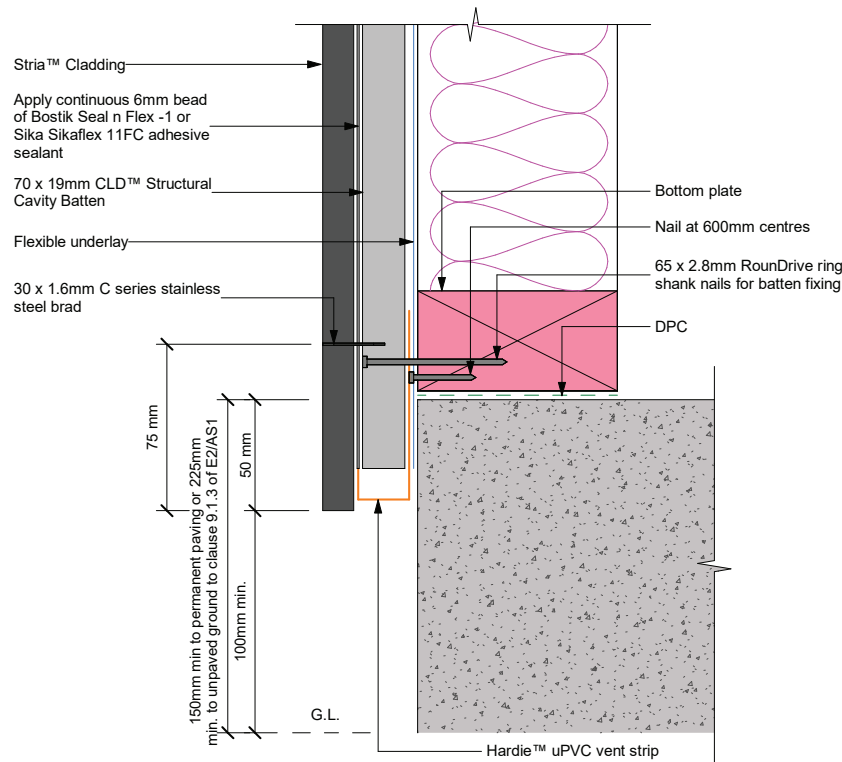 Stria™ Cladding
Apply continuous 6mm bead
of Bostik Seal n Flex -1 or
Sika Sikaflex 11FC adhesive
sealant
70 x 19mm CLD™ Structural
Cavity Batten
Flexible underlay
30 x 1.6mm C series stainless
steel brad
Bottom plate
Nail at 600mm centres
65 x 2.8mm RounDrive ring
shank nails for batten fixing
DPC
75 mm
150mm min to permanent paving or 225mm
min. to unpaved ground to clause 9.1.3 of E2/AS1
50 mm
100mm min.
G.L.
Hardie™ uPVC vent strip